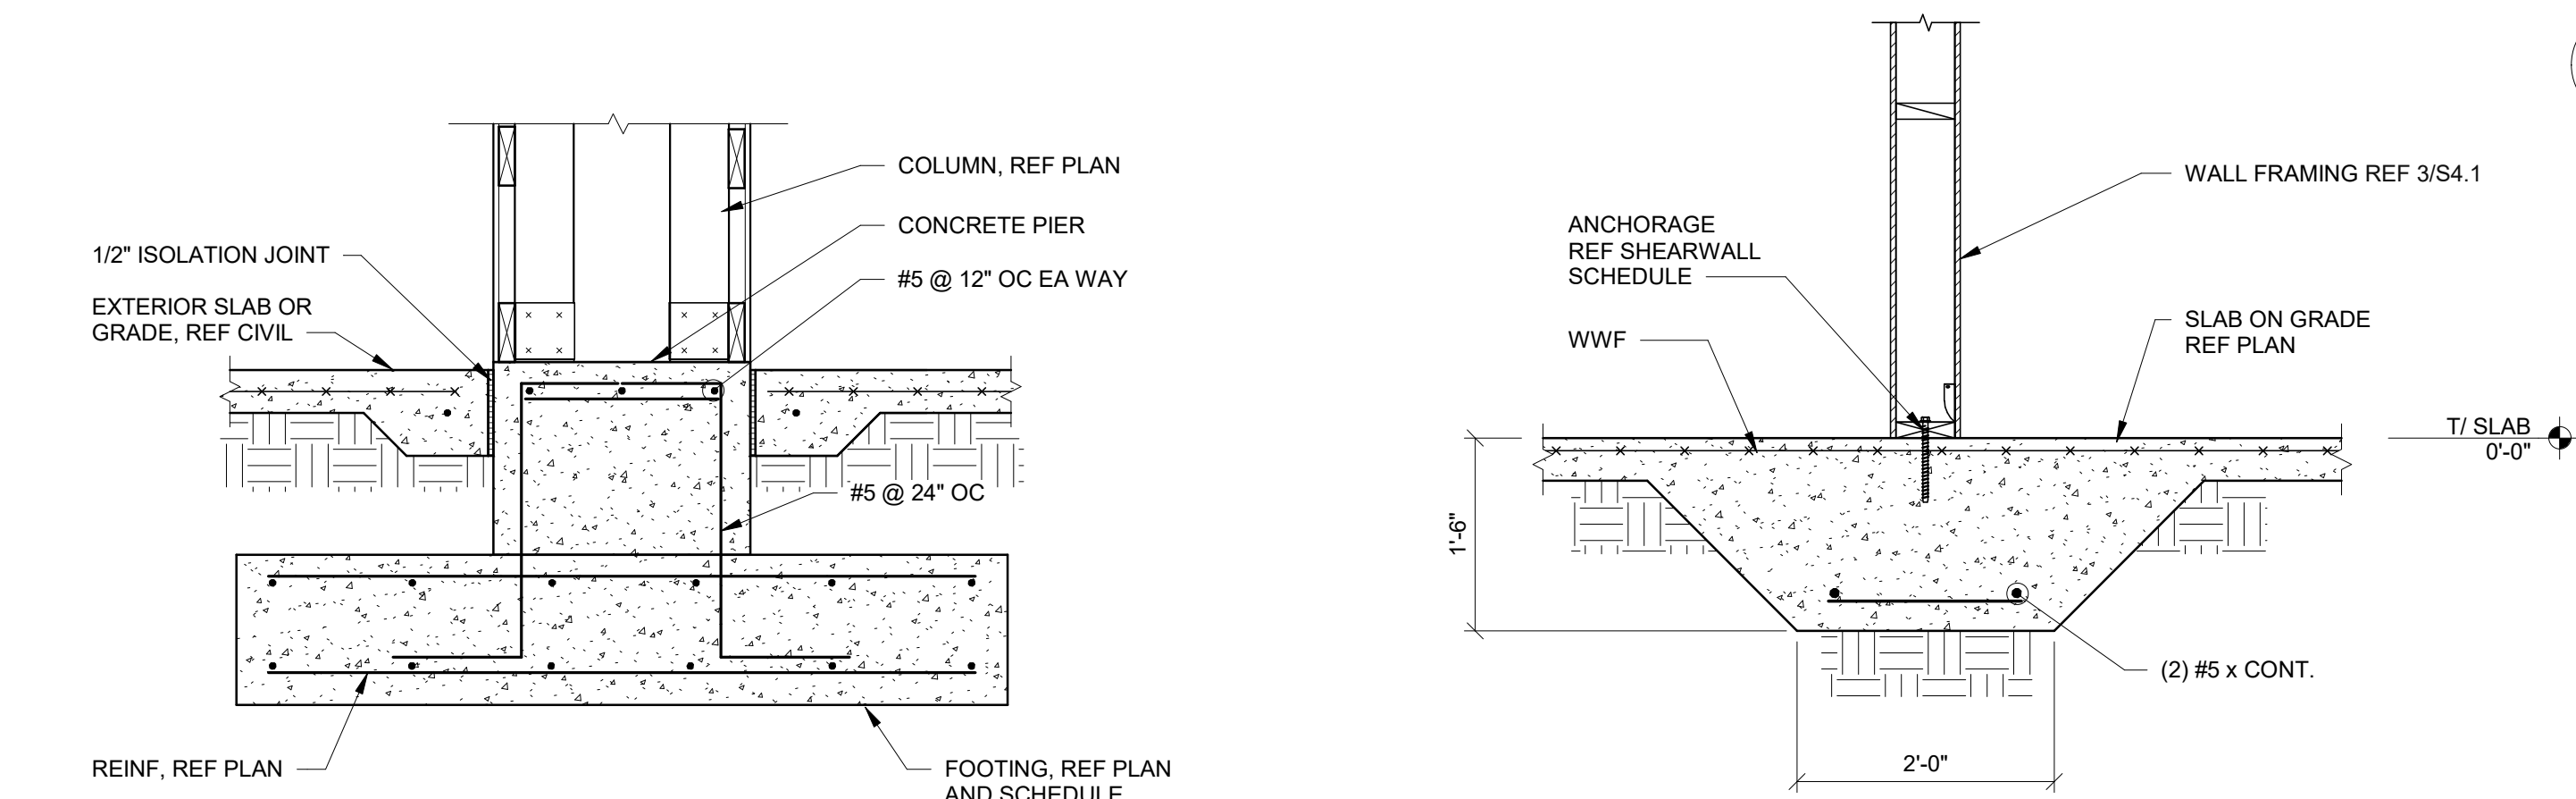 COLUMN, REF PLAN
CONCRETE PIER
#5 @ 12" OC EA WAY
1/2" ISOLATION JOINT
EXTERIOR SLAB OR
GRADE, REF CIVIL
#5 @ 24" OC
REINF, REF PLAN
FOOTING, REF PLAN
AND SCHEDULE
WALL FRAMING REF 3/S4.1
ANCHORAGE
REF SHEARWALL
SCHEDULE
WWF
SLAB ON GRADE
REF PLAN
T/ SLAB
0'-0"
1'-6"
(2) #5 x CONT.
2'-0"